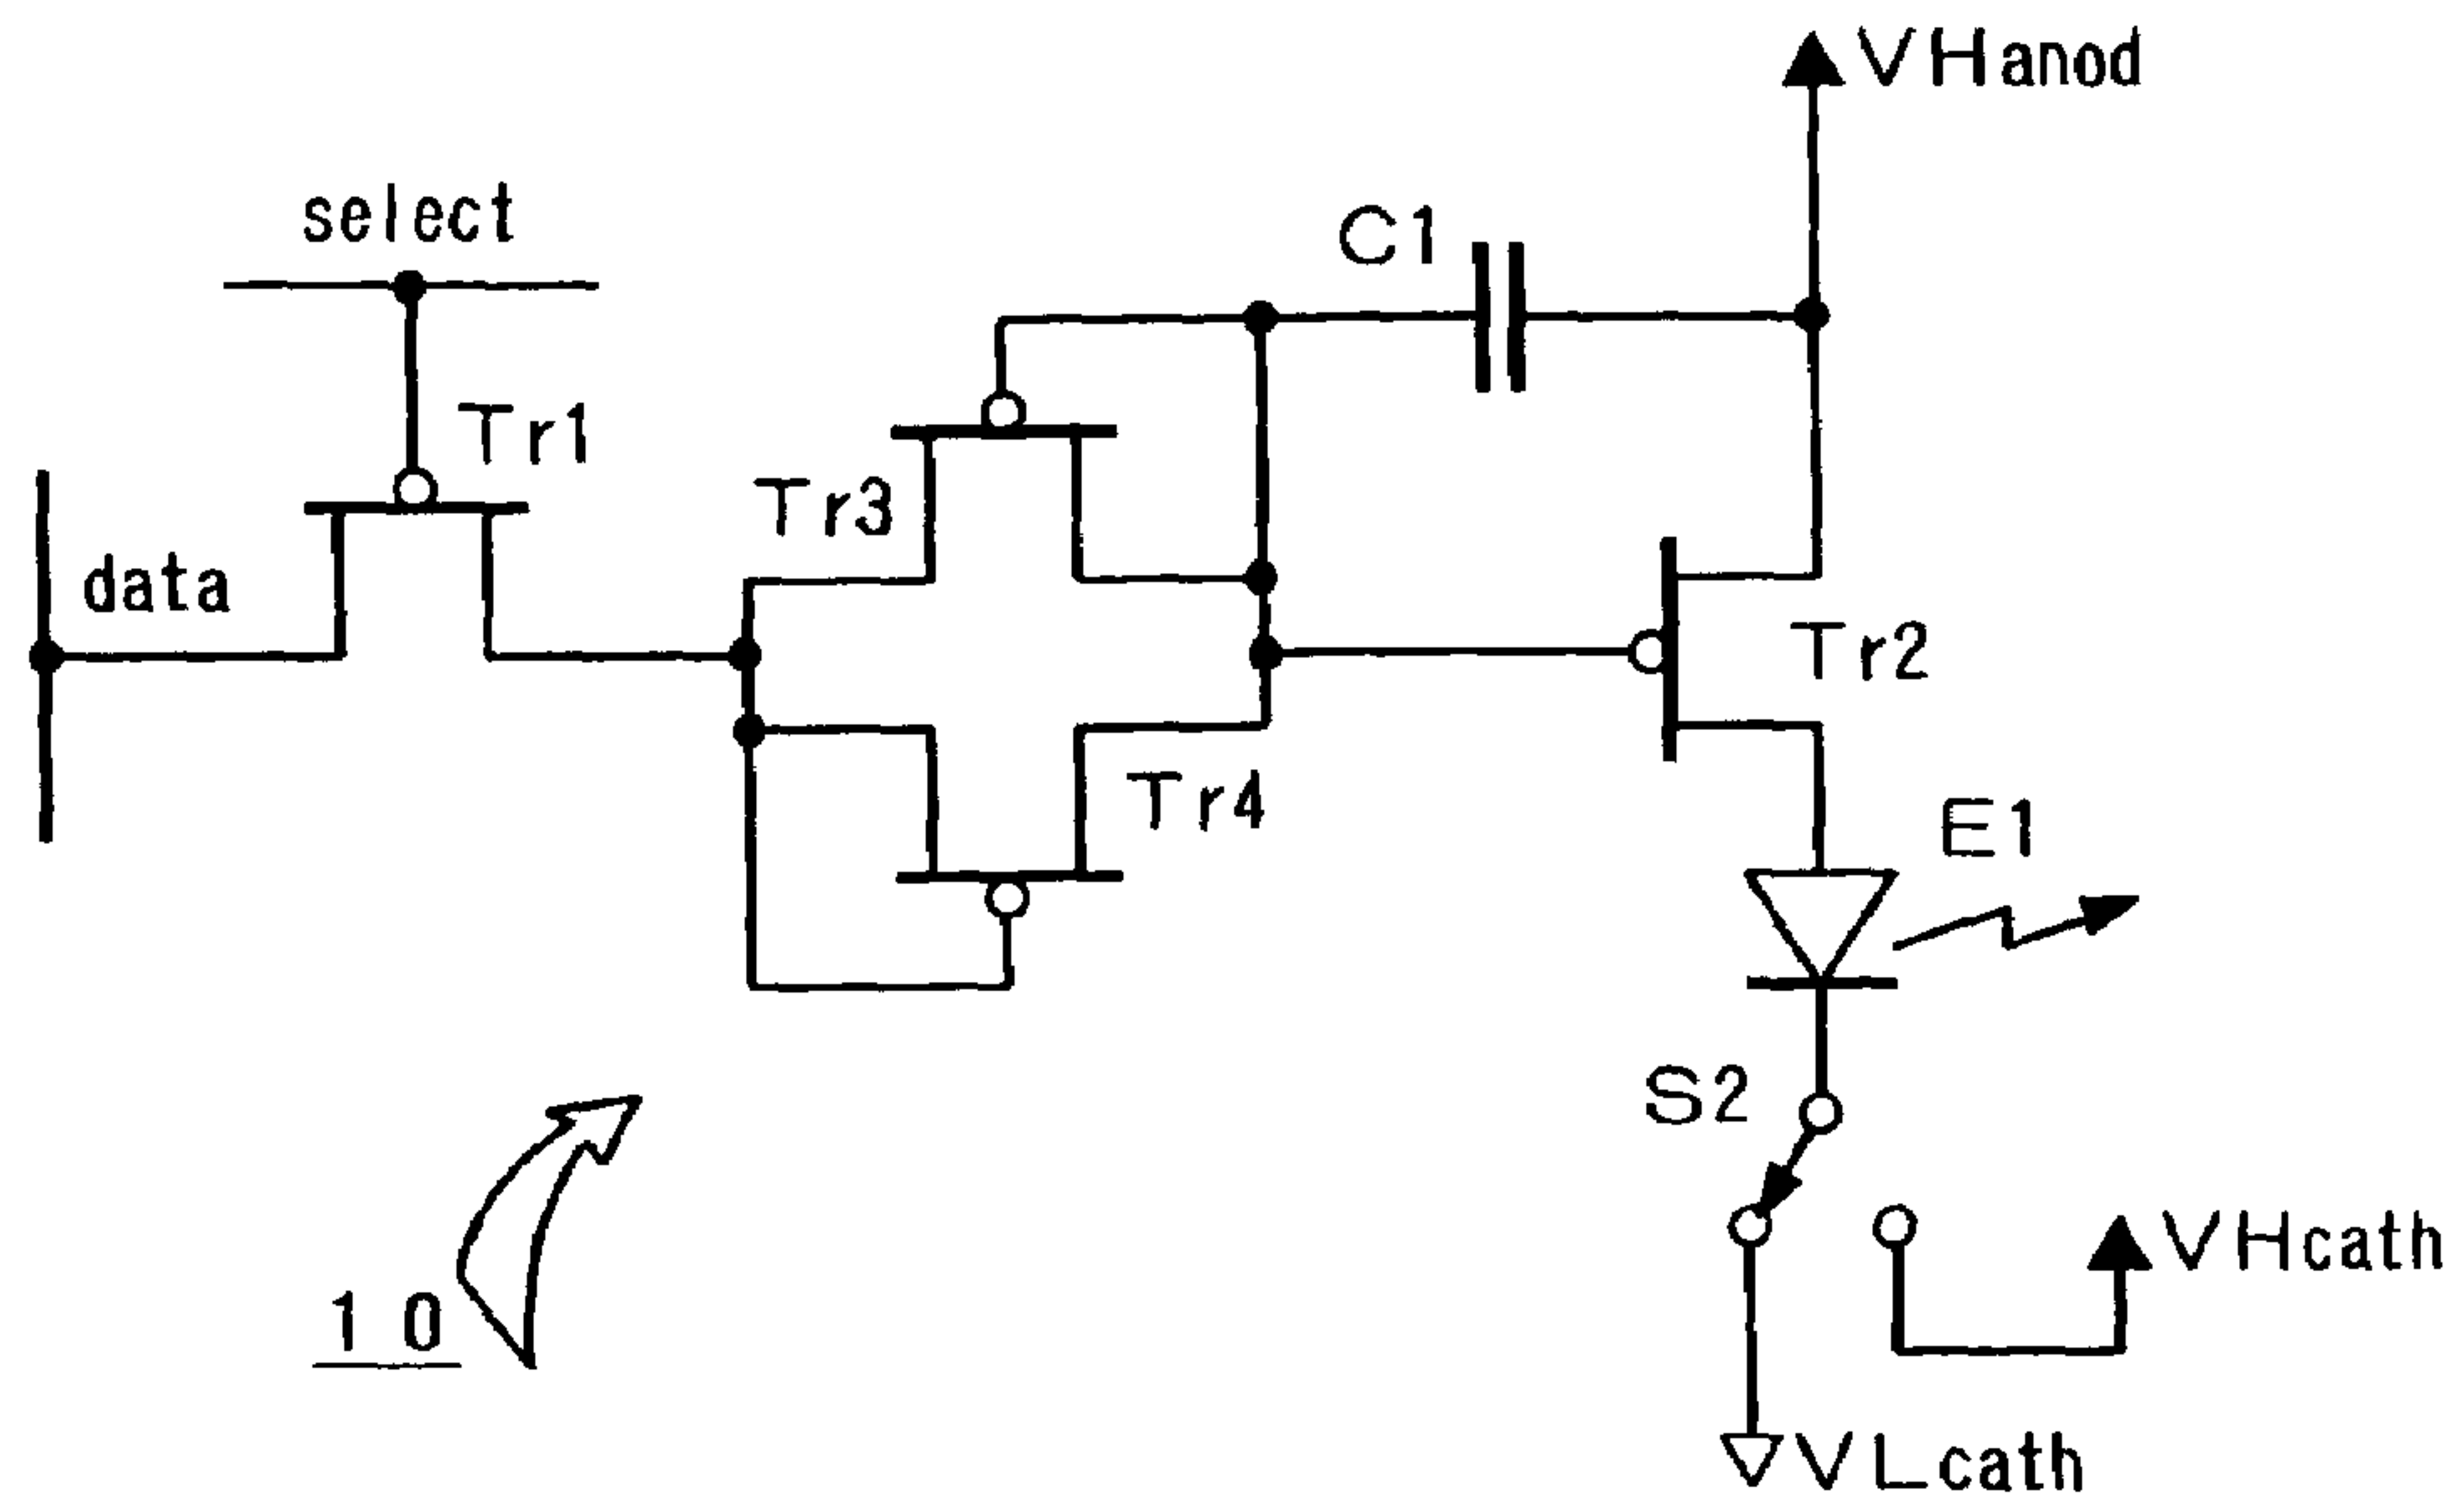 VHanod
select
C1
Tr1
Tr3
data
Tr2
Tr4
E1
S2
VHcath
10
VLcath